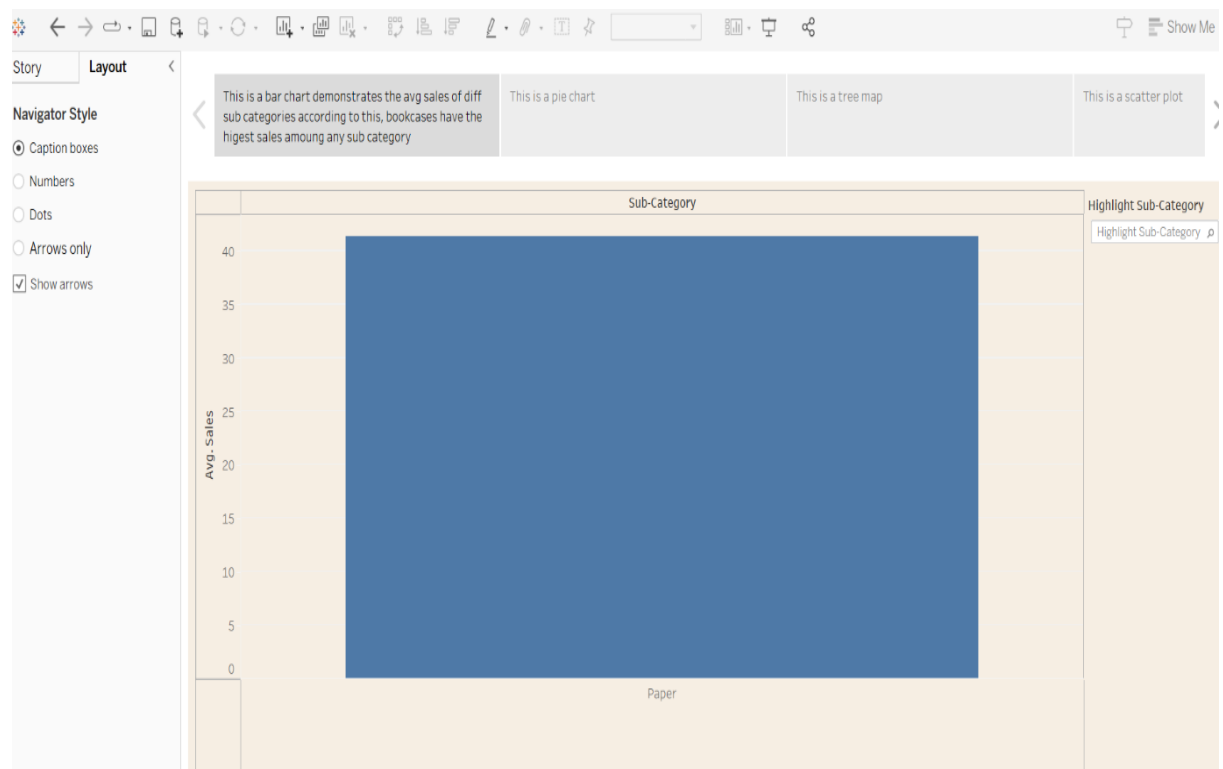 Show Me
Story
Layout
Navigator Style
Caption boxes
Numbers
Dots
Arrows only
Show arrows
This is a bar chart demonstrates the avg sales of diff
sub categories according to this, bookcases have the
higest sales amoung any sub category
This is a pie chart
This is a tree map
This is a scatter plot
Sub-Category
Highlight Sub-Category
Highlight Sub-Category
40
35
30
25
20
15
10
5
0
Avg. Sales
Paper